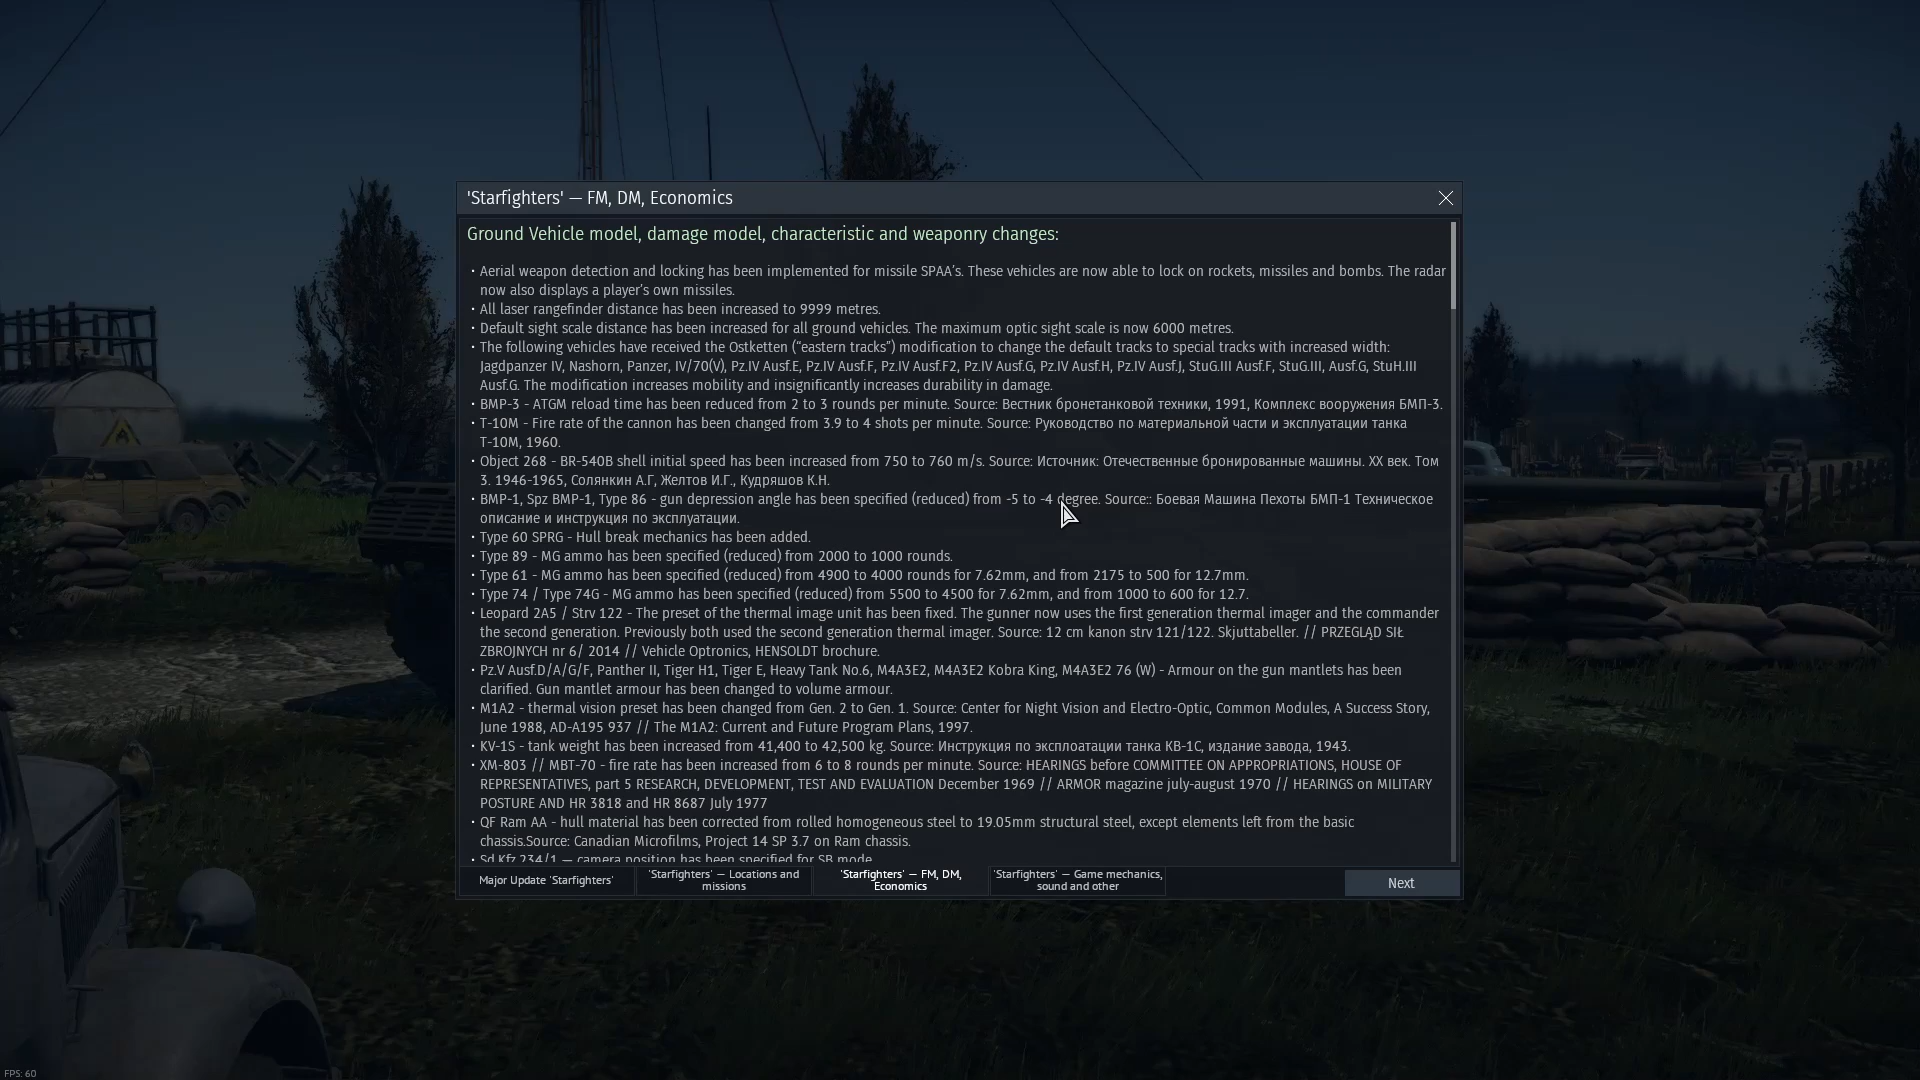 'Starfighters' — FM, DM, Economics
Ground Vehicle model, damage model, characteristic and weaponry changes:
• Aerial weapon detection and locking has been implemented for missile SPAA's. These vehicles are now able to lock on rockets, missiles and bombs. The radar
now also displays a player's own missiles.
• All laser rangefinder distance has been increased to 9999 metres.
• Default sight scale distance has been increased for all ground vehicles. The maximum optic sight scale is now 6000 metres.
• The following vehicles have received the Ostketten (“eastern tracks”) modification to change the default tracks to special tracks with increased width:
Jagdpanzer IV, Nashorn, Panzer, IV/70(V), Pz.IV Ausf.E, Pz.IV Ausf.F, Pz.IV Ausf.F2, Pz.IV Ausf.G, Pz.IV Ausf.H, Pz.IV Ausf.J, StuG.III Ausf.F, StuG.III, Ausf.G, StuH.III
Ausf.G. The modification increases mobility and insignificantly increases durability in damage.
• BMP-3 - ATGM reload time has been reduced from 2 to 3 rounds per minute. Source: Вестник бронетанковой техники, 1991, Комплекс вооружения БМП-3.
• T-10M - Fire rate of the cannon has been changed from 3.9 to 4 shots per minute. Source: Руководство по материальной части и эксплуатации танка
Т-10М, 1960.
• Object 268 - BR-540B shell initial speed has been increased from 750 to 760 m/s. Source: Источник: Отечественные бронированные машины. XX век. Том
3. 1946-1965, Солянкин А.Г, Желтов И.Г., Кудряшов К.Н.
• BMP-1, Spz BMP-1, Type 86 - gun depression angle has been specified (reduced) from -5 to -4 degree. Source:: Боевая Машина Пехоты БМП-1 Техническое
описание и инструкция по эксплуатации.
• Type 60 SPRG - Hull break mechanics has been added.
• Type 89 - MG ammo has been specified (reduced) from 2000 to 1000 rounds.
• Type 61 - MG ammo has been specified (reduced) from 4900 to 4000 rounds for 7.62mm, and from 2175 to 500 for 12.7mm.
• Type 74 / Type 74G - MG ammo has been specified (reduced) from 5500 to 4500 for 7.62mm, and from 1000 to 600 for 12.7.
• Leopard 2A5 / Strv 122 - The preset of the thermal image unit has been fixed. The gunner now uses the first generation thermal imager and the commander
the second generation. Previously both used the second generation thermal imager. Source: 12 cm kanon strv 121/122. Skjuttabeller. // PRZEGLĄD SIŁ
ZBROJNYCH nr 6/ 2014 // Vehicle Optronics, HENSOLDT brochure.
• Pz.V Ausf.D/A/G/F, Panther II, Tiger H1, Tiger E, Heavy Tank No.6, M4A3E2, M4A3E2 Kobra King, M4A3E2 76 (W) - Armour on the gun mantlets has been
clarified. Gun mantlet armour has been changed to volume armour.
• M1A2 - thermal vision preset has been changed from Gen. 2 to Gen. 1. Source: Center for Night Vision and Electro-Optic, Common Modules, A Success Story,
June 1988, AD-A195 937 // The M1A2: Current and Future Program Plans, 1997.
• KV-1S - tank weight has been increased from 41,400 to 42,500 kg. Source: Инструкция по эксплоатации танка КВ-1С, издание завода, 1943.
• XM-803 // MBT-70 - fire rate has been increased from 6 to 8 rounds per minute. Source: HEARINGS before COMMITTEE ON APPROPRIATIONS, HOUSE OF
REPRESENTATIVES, part 5 RESEARCH, DEVELOPMENT, TEST AND EVALUATION December 1969 // ARMOR magazine july-august 1970 // HEARINGS on MILITARY
POSTURE AND HR 3818 and HR 8687 July 1977
• QF Ram AA - hull material has been corrected from rolled homogeneous steel to 19.05mm structural steel, except elements left from the basic
chassis.Source: Canadian Microfilms, Project 14 SP 3.7 on Ram chassis.
• Sd.Kfz.234/1 — camera position has been specified for SB mode.
Major Update 'Starfighters'
'Starfighters' — Locations and
missions
'Starfighters' — FM, DM,
Economics
'Starfighters' — Game mechanics,
sound and other
Next
FPS: 60